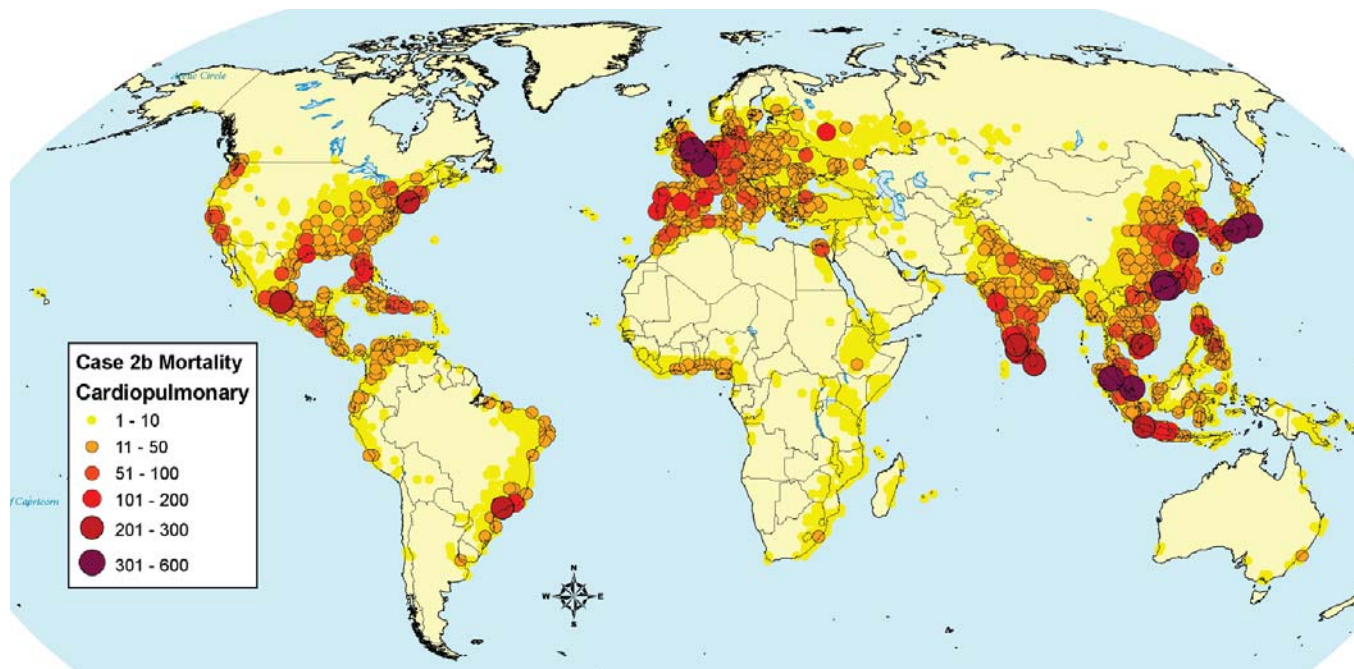 Arctic Circle
f Capricorn
Case 2b Mortality
Cardiopulmonary
1 - 10
11 - 50
51 - 100
101 - 200
201 - 300
301 - 600
N
W E
S